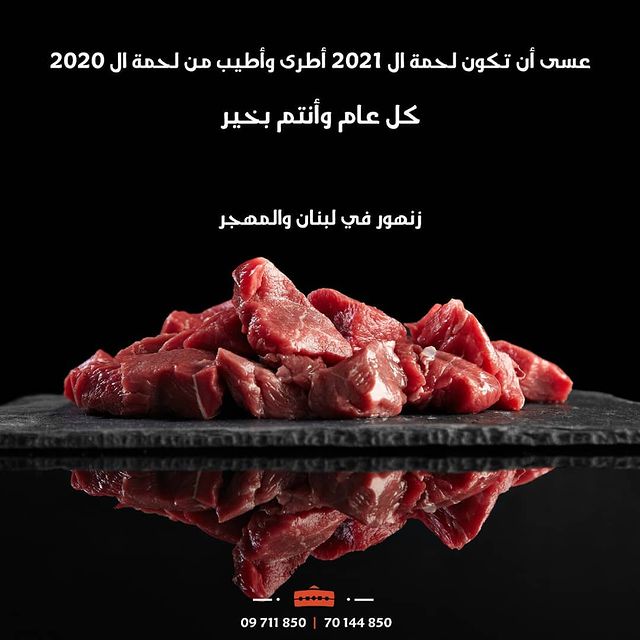 عسى أن تكون لحمة ال 2021 أطرى وأطيب من لحمة ال 2020
كل عام وأنتم بخير
زنهور في لبنان والمهجر
09 711 850 | 70 144 850